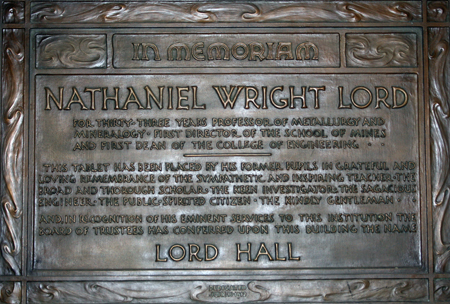 IN MEMORIAM
NATHANIEL WRIGHT LORD
FOR THIRTY-THREE YEARS PROFESSOR OF METALLURGY AND
MINERALOGY · FIRST DIRECTOR OF THE SCHOOL OF MINES
AND FIRST DEAN OF THE COLLEGE OF ENGINEERING · ·
THIS TABLET HAS BEEN PLACED BY HIS FORMER PUPILS IN GRATEFUL AND
LOVING REMEMBRANCE OF THE SYMPATHETIC AND INSPIRING TEACHER · THE
BROAD AND THOROUGH SCHOLAR · THE KEEN INVESTIGATOR · THE SAGACIOUS
ENGINEER · THE PUBLIC-SPIRITED CITIZEN · THE KINDLY GENTLEMAN ·
AND IN RECOGNITION OF HIS EMINENT SERVICES TO THIS INSTITUTION THE
BOARD OF TRUSTEES HAS CONFERRED UPON THIS BUILDING THE NAME
LORD HALL